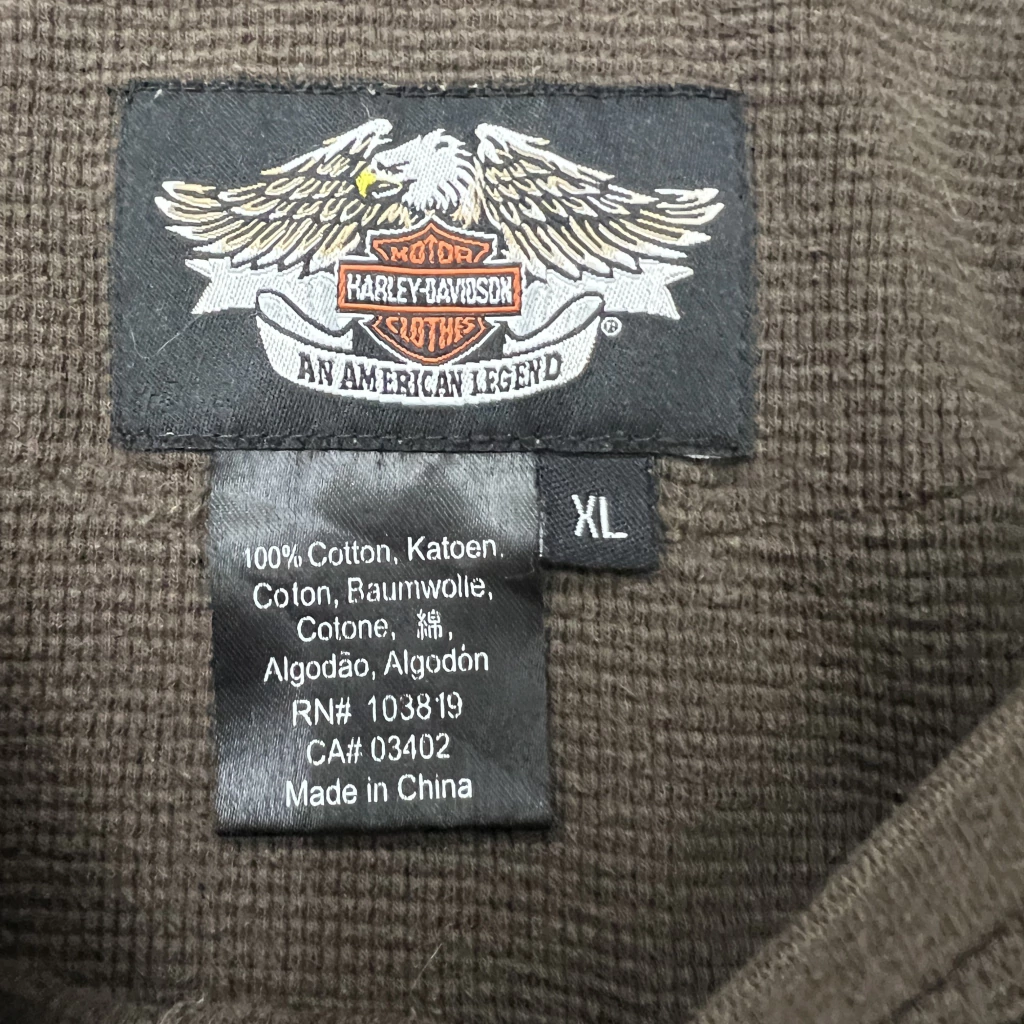 MOTOR
HARLEY-DAVIDSON
CLOTHES
®
AN AMERICAN LEGEND
XL
100% Cotton, Katoen,
Coton, Baumwolle,
Cotone, 綿,
Algodão, Algodón
RN# 103819
CA# 03402
Made in China